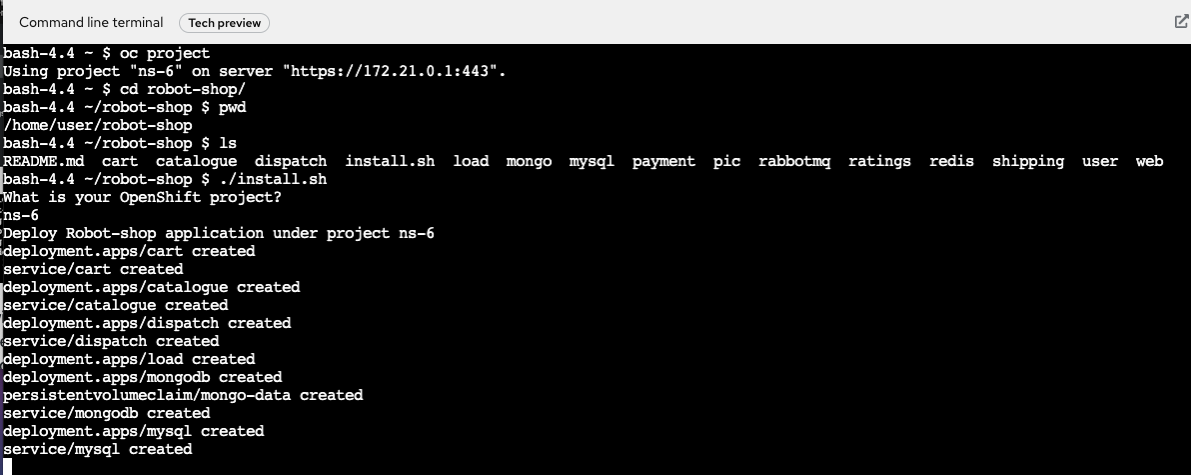 Command line terminal Tech preview
bash-4.4 ~ $ oc project
Using project "ns-6" on server "https://172.21.0.1:443".
bash-4.4 ~ $ cd robot-shop/
bash-4.4 ~/robot-shop $ pwd
/home/user/robot-shop
bash-4.4 ~/robot-shop $ ls
README.md cart catalogue dispatch install.sh load mongo mysql payment pic rabbotmq ratings redis shipping user web
bash-4.4 ~/robot-shop $ ./install.sh
What is your OpenShift project?
ns-6
Deploy Robot-shop application under project ns-6
deployment.apps/cart created
service/cart created
deployment.apps/catalogue created
service/catalogue created
deployment.apps/dispatch created
service/dispatch created
deployment.apps/load created
deployment.apps/mongodb created
persistentvolumeclaim/mongo-data created
service/mongodb created
deployment.apps/mysql created
service/mysql created